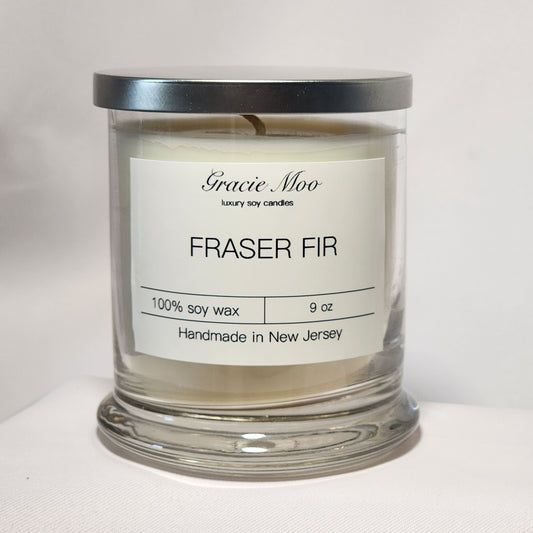 Gracie Moo
luxury soy candles
FRASER FIR
100% soy wax 9 oz
Handmade in New Jersey